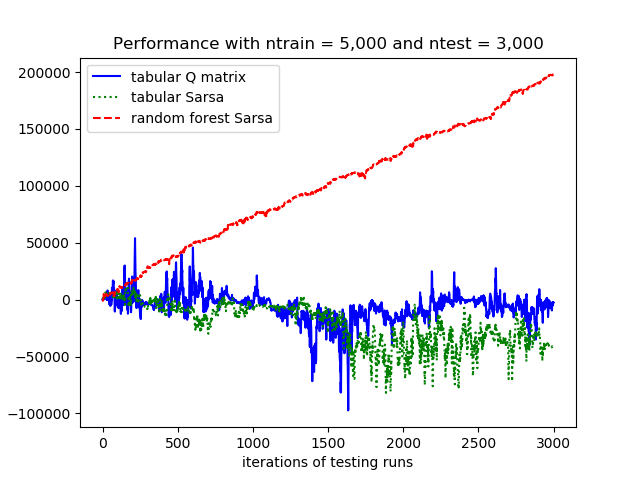 Performance with ntrain = 5,000 and ntest = 3,000
200000
150000
100000
50000
0
−50000
−100000
tabular Q matrix
tabular Sarsa
random forest Sarsa
0 500 1000 1500 2000 2500 3000
iterations of testing runs